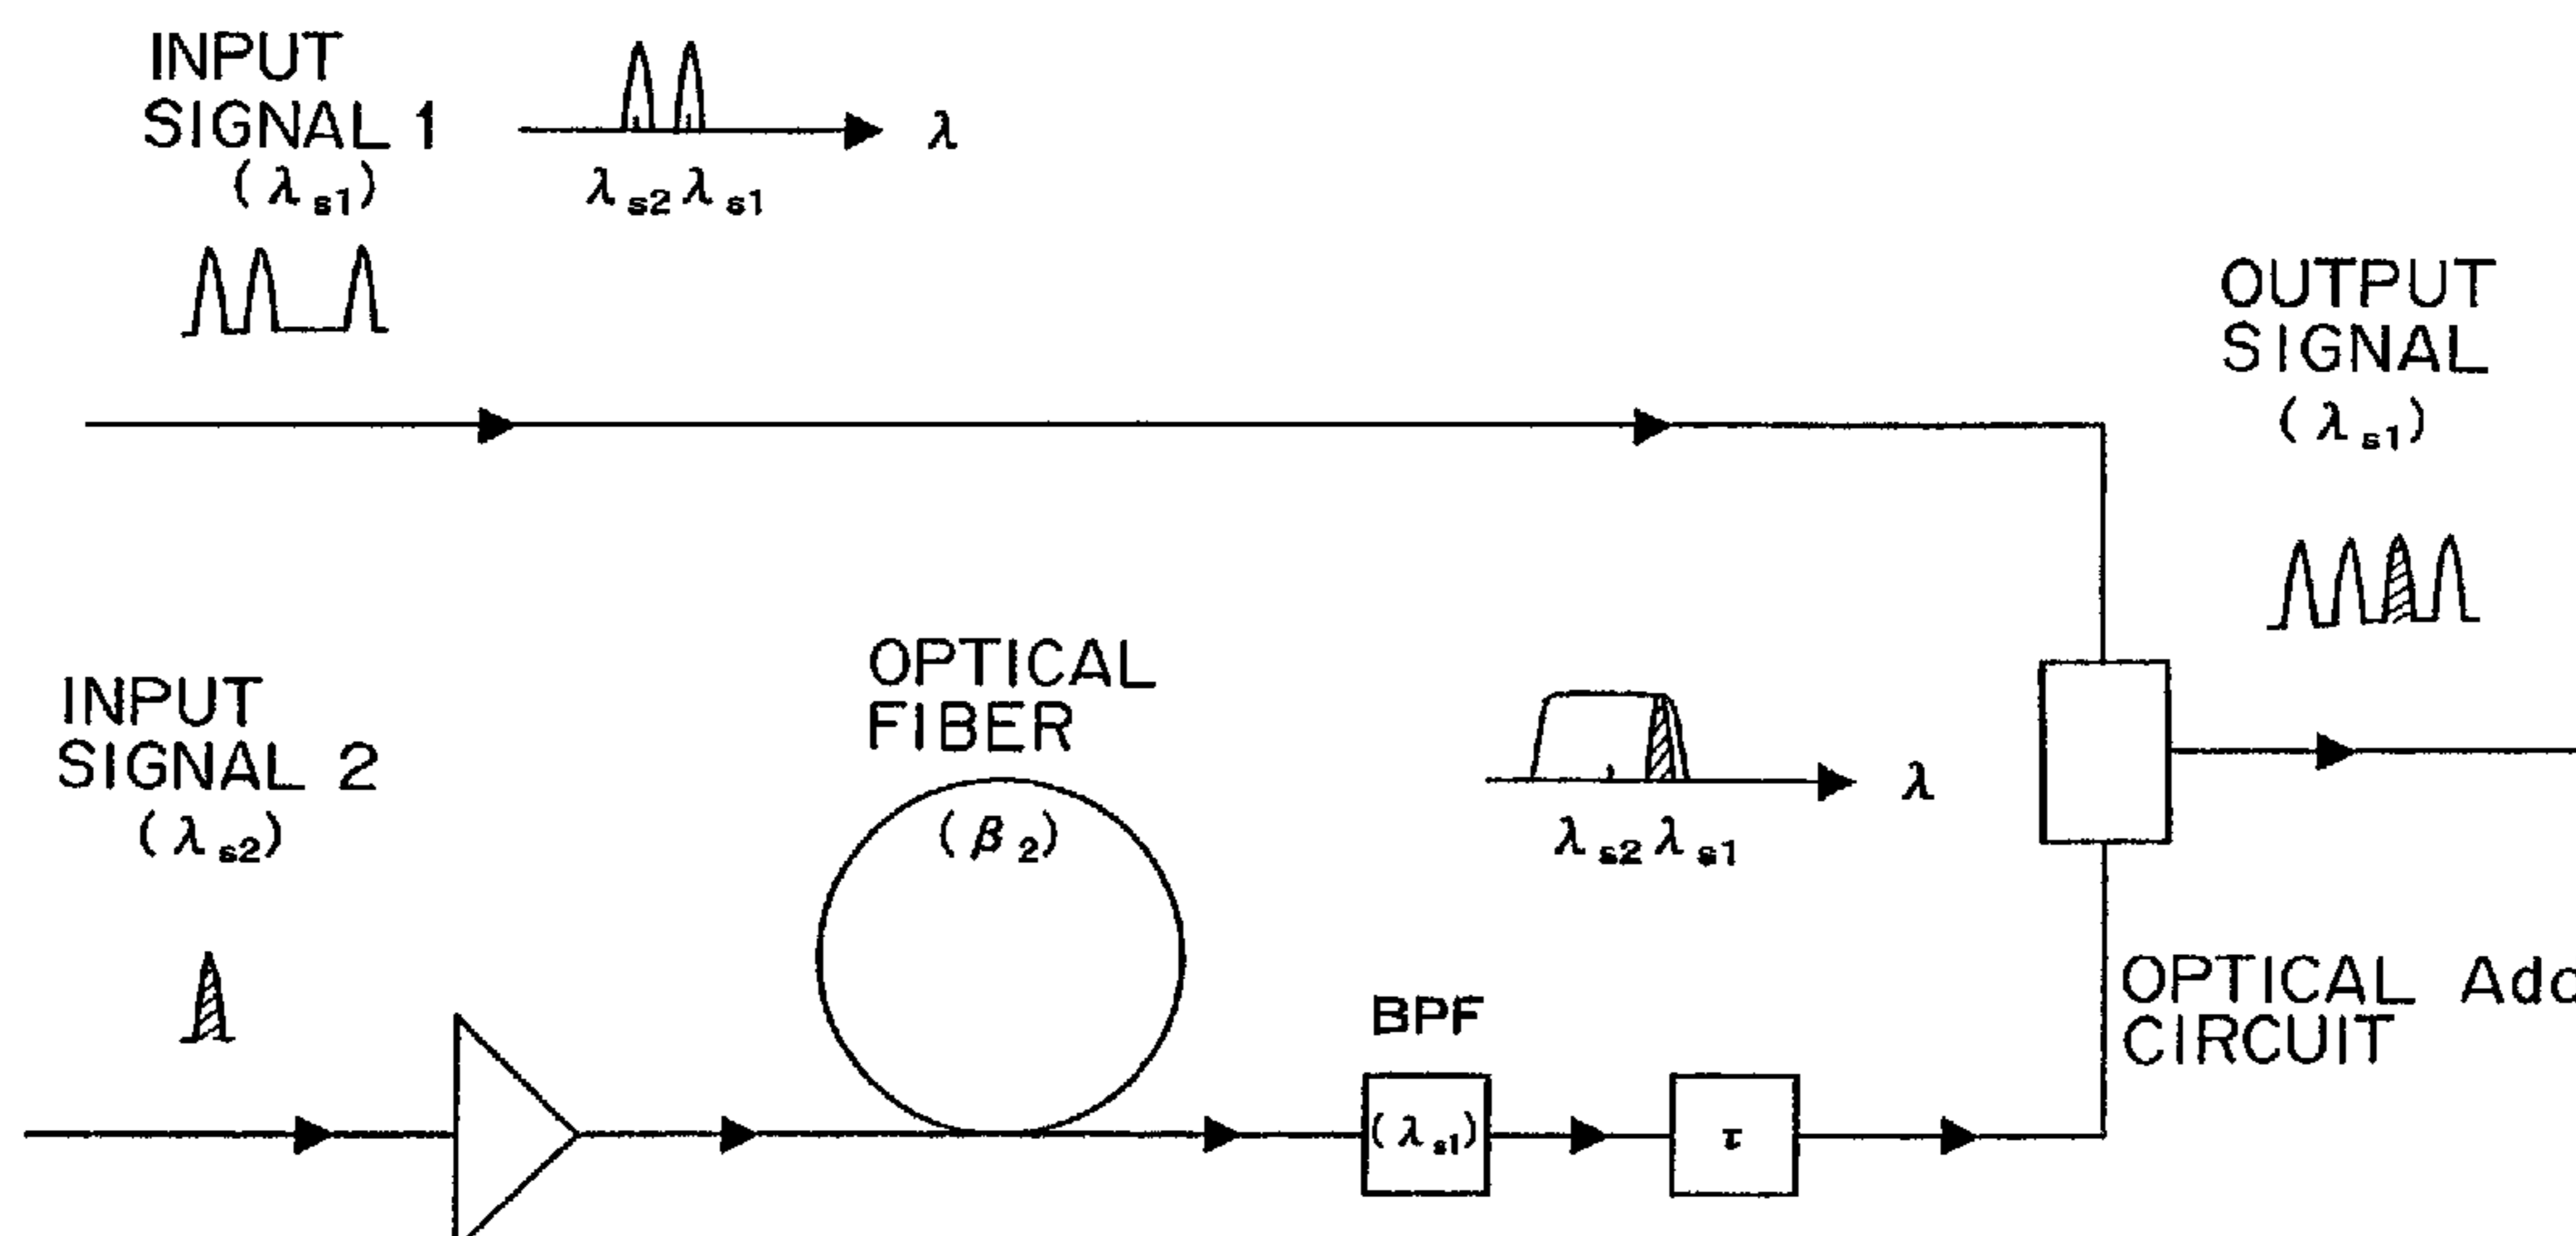 INPUT
SIGNAL 1
(λs1)
λ
λs2 λs1
OUTPUT
SIGNAL
(λs1)
INPUT
SIGNAL 2
(λs2)
OPTICAL
FIBER
(β2)
λ
λs2 λs1
BPF
(λs1)
τ
OPTICAL
CIRCUIT